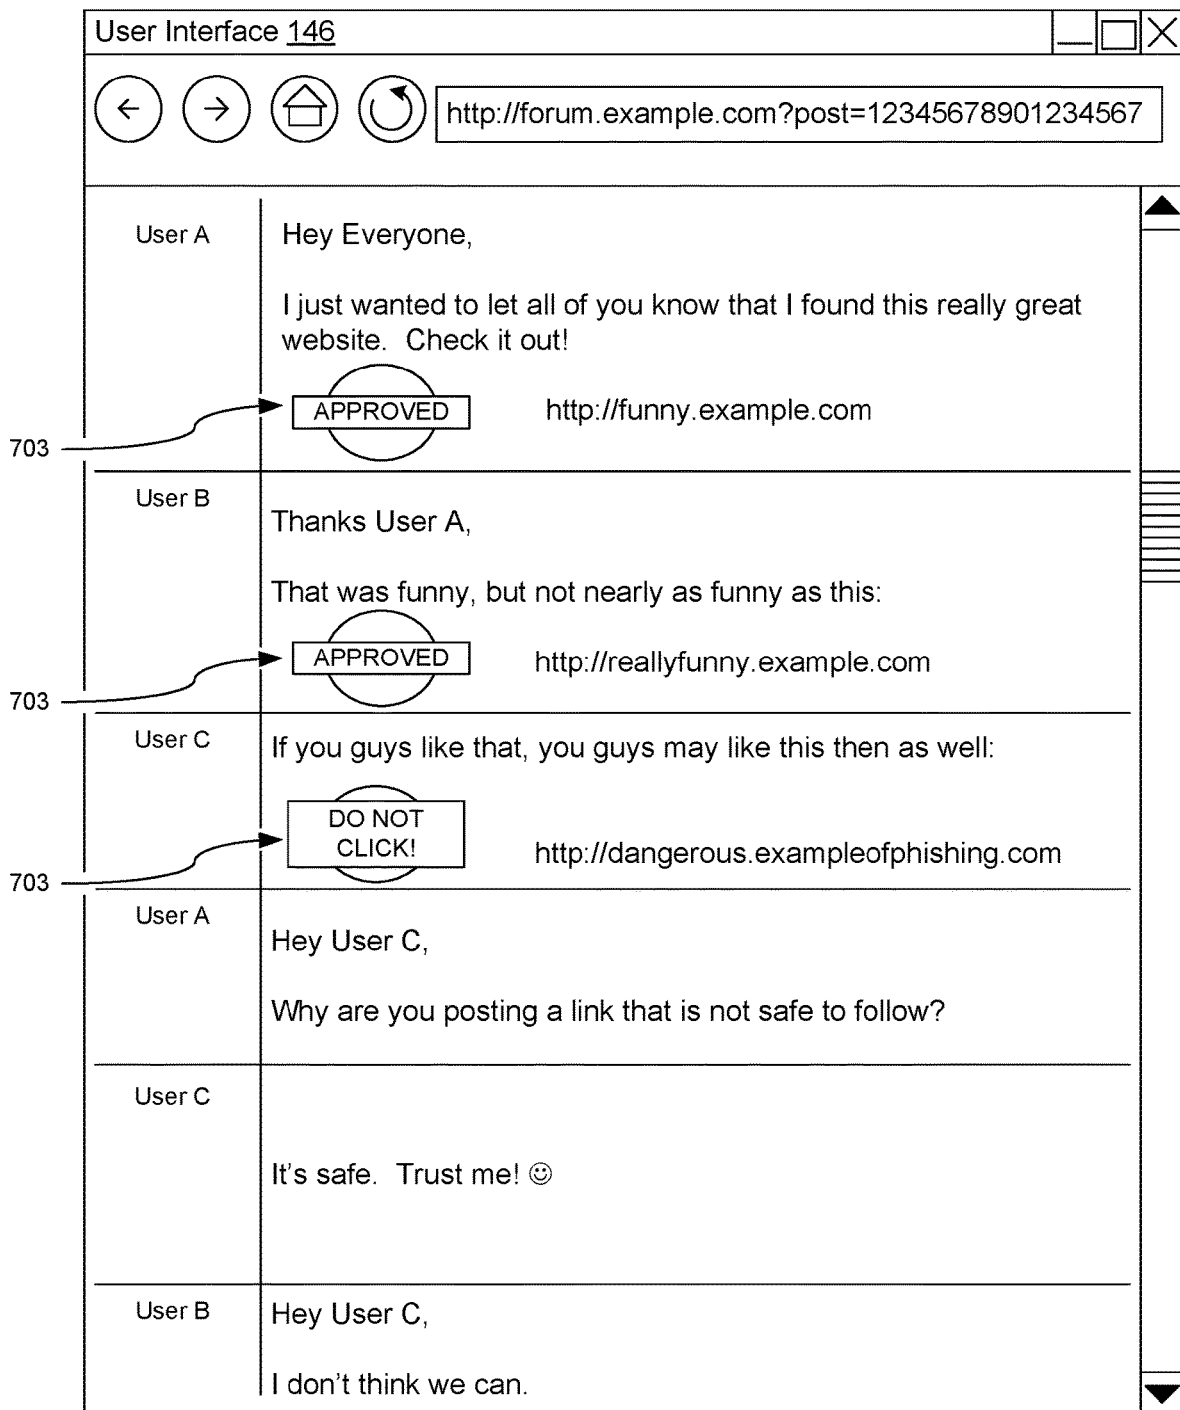 User Interface 146
http://forum.example.com?post=12345678901234567
User A
Hey Everyone,
I just wanted to let all of you know that I found this really great
website. Check it out!
APPROVED
http://funny.example.com
703
User B
Thanks User A,
That was funny, but not nearly as funny as this:
APPROVED
http://reallyfunny.example.com
703
User C
If you guys like that, you guys may like this then as well:
DO NOT
CLICK!
http://dangerous.exampleofphishing.com
703
User A
Hey User C,
Why are you posting a link that is not safe to follow?
User C
It's safe. Trust me! ☺
User B
Hey User C,
I don't think we can.